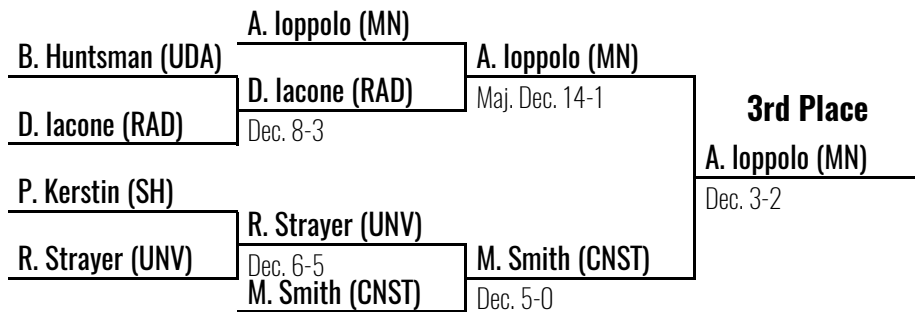 A. Ioppolo (MN)
B. Huntsman (UDA)
A. Ioppolo (MN)
D. Iacone (RAD)
Maj. Dec. 14-1
3rd Place
D. Iacone (RAD)
Dec. 8-3
A. Ioppolo (MN)
P. Kerstin (SH)
Dec. 3-2
R. Strayer (UNV)
R. Strayer (UNV)
Dec. 6-5
M. Smith (CNST)
M. Smith (CNST)
Dec. 5-0